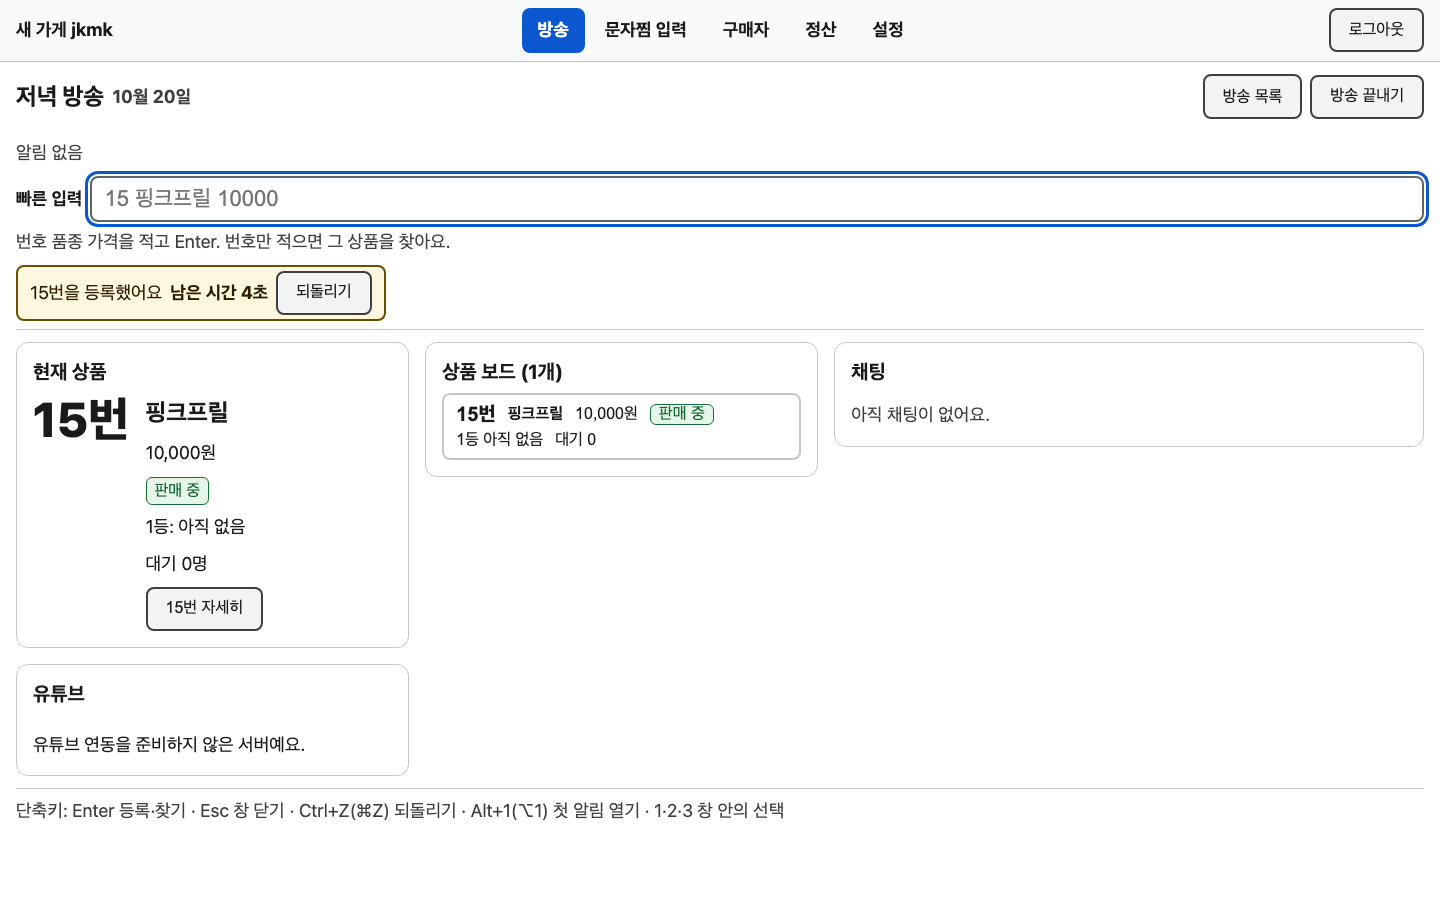 새 가게 jkmk
방송 문자찜 입력 구매자 정산 설정
로그아웃
저녁 방송 10월 20일
방송 목록 방송 끝내기
알림 없음
빠른 입력 15 핑크프릴 10000
번호 품종 가격을 적고 Enter. 번호만 적으면 그 상품을 찾아요.
15번을 등록했어요 남은 시간 4초 되돌리기
현재 상품
15번 핑크프릴
10,000원
판매 중
1등: 아직 없음
대기 0명
15번 자세히
상품 보드 (1개)
15번 핑크프릴 10,000원 판매 중
1등 아직 없음 대기 0
채팅
아직 채팅이 없어요.
유튜브
유튜브 연동을 준비하지 않은 서버예요.
단축키: Enter 등록·찾기 · Esc 창 닫기 · Ctrl+Z(⌘Z) 되돌리기 · Alt+1(⌥1) 첫 알림 열기 · 1·2·3 창 안의 선택